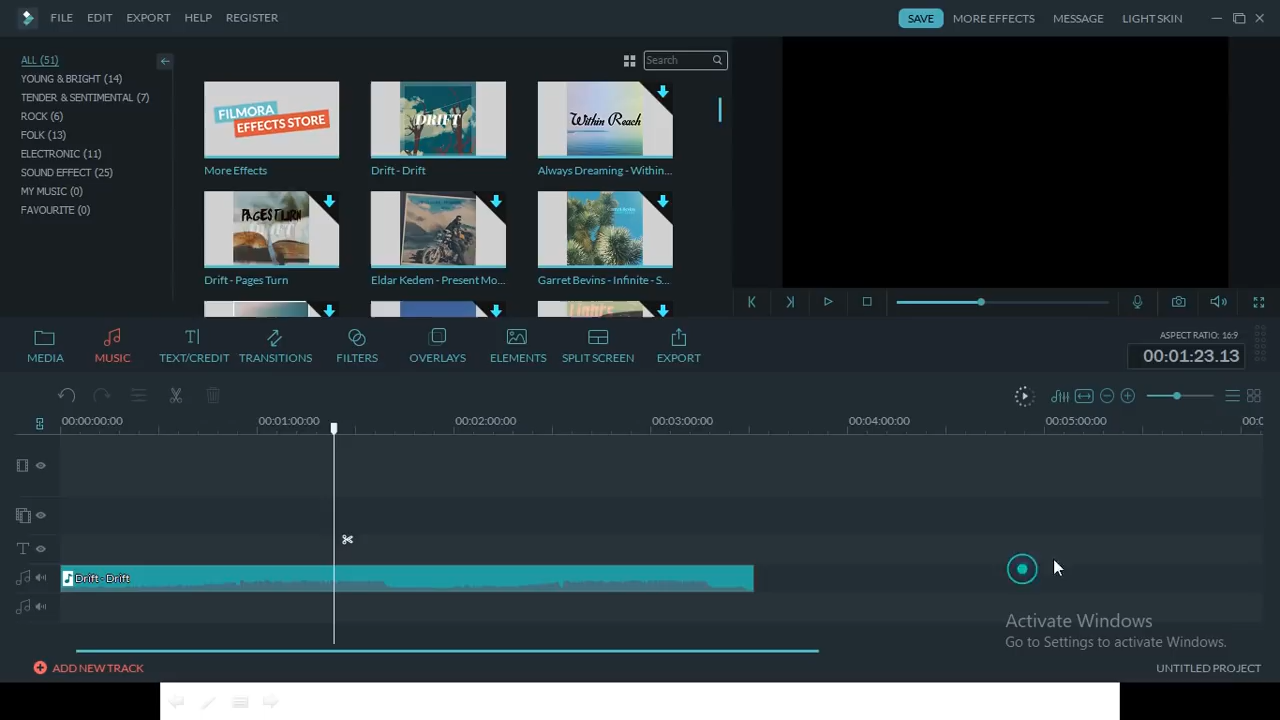 FILE EDIT EXPORT HELP REGISTER SAVE MORE EFFECTS MESSAGE LIGHT SKIN
ALL (51)
YOUNG & BRIGHT (14)
TENDER & SENTIMENTAL (7)
ROCK (6)
FOLK (13)
ELECTRONIC (11)
SOUND EFFECT (25)
MY MUSIC (0)
FAVOURITE (0)
Search
FILMORA
EFFECTS STORE
DRIFT
Within Reach
More Effects
Drift - Drift
Always Dreaming - Within...
PAGES TURN
Drift - Pages Turn
Eldar Kedem - Present Mo...
Garret Bevins - Infinite - S...
MEDIA MUSIC TEXT/CREDIT TRANSITIONS FILTERS OVERLAYS ELEMENTS SPLIT SCREEN EXPORT
ASPECT RATIO: 16:9
00:01:23.13
00:00:00:00 00:01:00:00 00:02:00:00 00:03:00:00 00:04:00:00 00:05:00:00 00:0
T
Drift - Drift
Activate Windows
Go to Settings to activate Windows.
ADD NEW TRACK
UNTITLED PROJECT